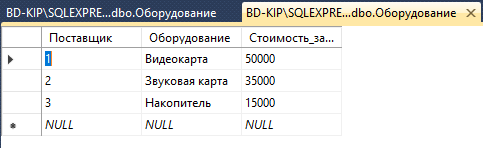 BD-KIP\SQLEXPRE...dbo.Оборудование BD-KIP\SQLEXPRE...dbo.Оборудование
Поставщик Оборудование Стоимость_за...
1 Видеокарта 50000
2 Звуковая карта 35000
3 Накопитель 15000
NULL NULL NULL